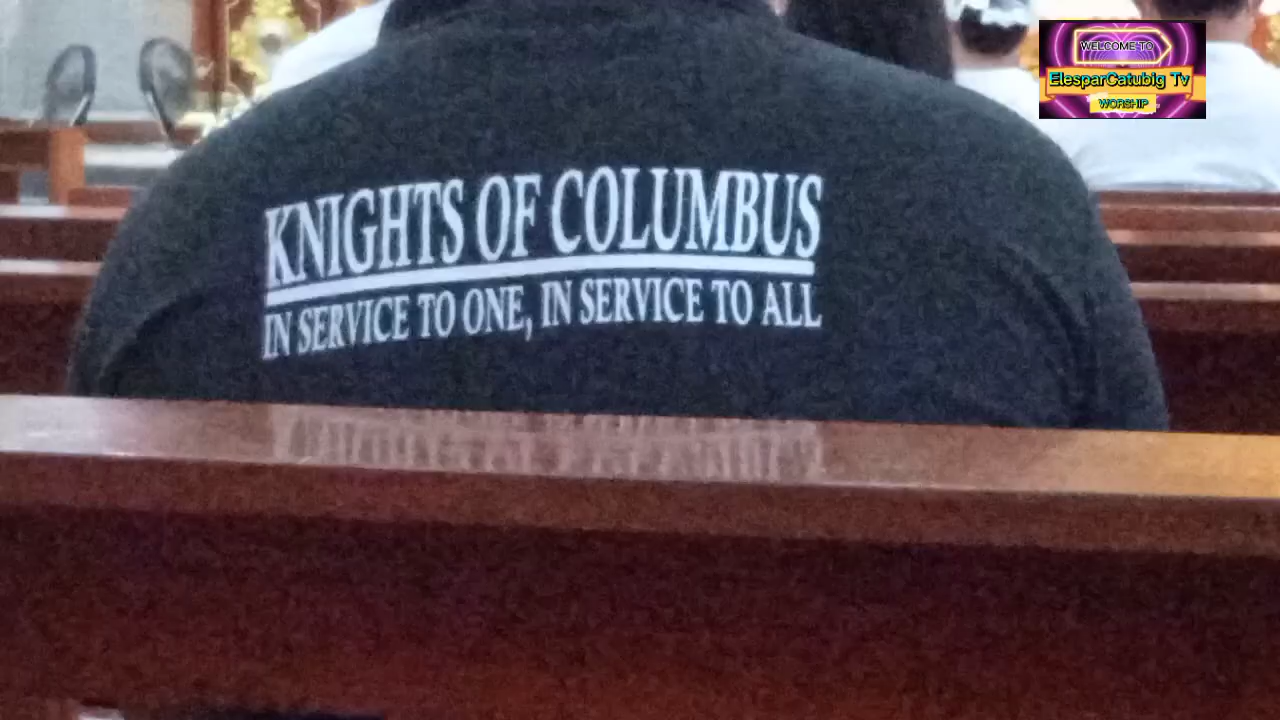 WELCOME TO
ElesparCatubig Tv
WORSHIP
KNIGHTS OF COLUMBUS
IN SERVICE TO ONE, IN SERVICE TO ALL